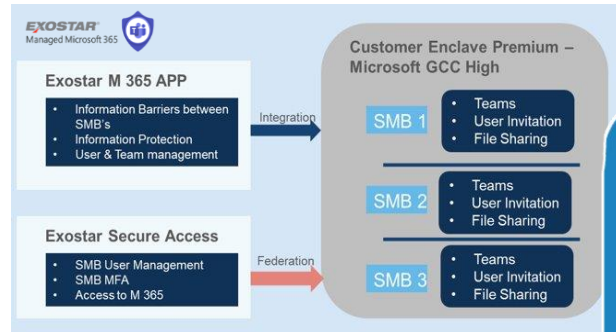 EXOSTAR®
Managed Microsoft 365
Exostar M 365 APP
• Information Barriers between
SMB's
• Information Protection
• User & Team management
Integration
Exostar Secure Access
• SMB User Management
• SMB MFA
• Access to M 365
Federation
Customer Enclave Premium –
Microsoft GCC High
SMB 1
• Teams
• User Invitation
• File Sharing
SMB 2
• Teams
• User Invitation
• File Sharing
SMB 3
• Teams
• User Invitation
• File Sharing